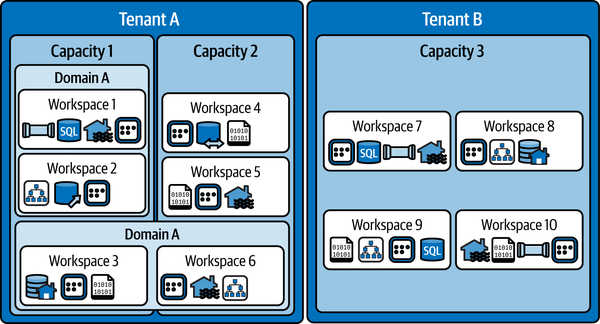 Tenant A
Capacity 1
Domain A
Workspace 1
SQL
Workspace 2
Capacity 2
Workspace 4
01010
10101
Workspace 5
01010
10101
Domain A
Workspace 3
01010
10101
Workspace 6
Tenant B
Capacity 3
Workspace 7
SQL
Workspace 8
Workspace 9
01010
10101
SQL
Workspace 10
01010
10101